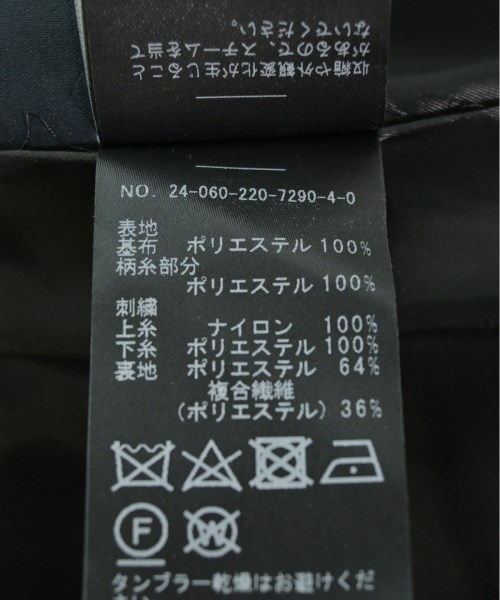 収縮や外観変化が生じること
があるので、スチームを当て
ないでください。
NO. 24-060-220-7290-4-0
表地
基布 ポリエステル 100%
柄糸部分
ポリエステル 100%
刺繍
上糸 ナイロン 100%
下糸 ポリエステル 100%
裏地 ポリエステル 64%
複合繊維
(ポリエステル) 36%
F W
タンブラー乾燥はお避けくだ
さい。